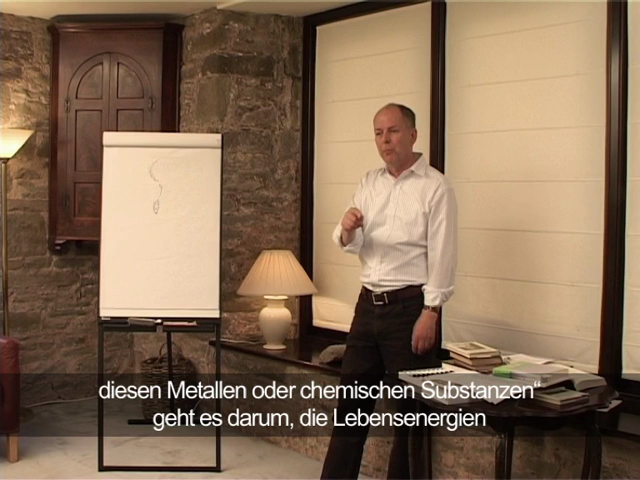 diesen Metallen oder chemischen Substanzen“
geht es darum, die Lebensenergien